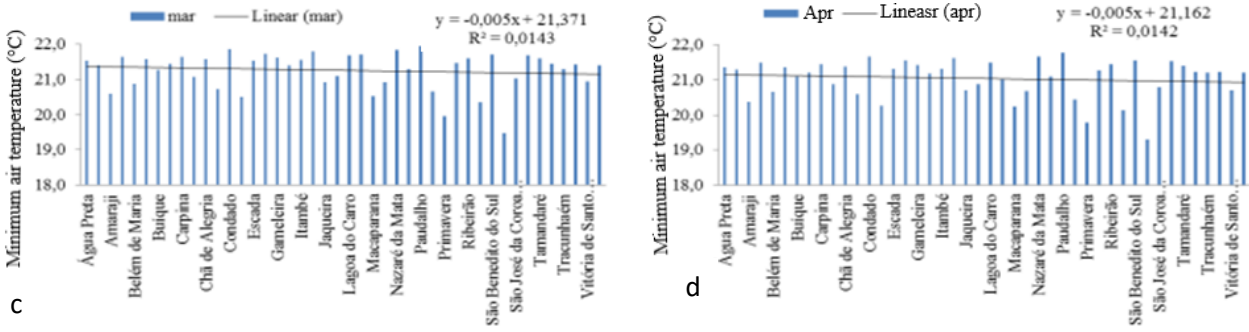 mar
Linear (mar)
y = -0,005x + 21,371
R² = 0,0143
Minimum air temperature (°C)
22,0
21,0
20,0
19,0
18,0
Água Preta
Amaraji
Belém de Maria
Buique
Carpina
Chã de Alegria
Condado
Escada
Gameleira
Itambé
Jaqueira
Lagoa do Carro
Macaparana
Nazaré da Mata
Paudalho
Primavera
Ribeirão
São Benedito do Sul
São José da Coroa…
Tamandaré
Tracunhaém
Vitória de Santo…
c
Apr
Lineasr (apr)
y = -0,005x + 21,162
R² = 0,0142
Minimum air temperature (°C)
22,0
21,0
20,0
19,0
18,0
Água Preta
Amaraji
Belém de Maria
Buique
Carpina
Chã de Alegria
Condado
Escada
Gameleira
Itambé
Jaqueira
Lagoa do Carro
Macaparana
Nazaré da Mata
Paudalho
Primavera
Ribeirão
São Benedito do Sul
São José da Coroa…
Tamandaré
Tracunhaém
Vitória de Santo…
d